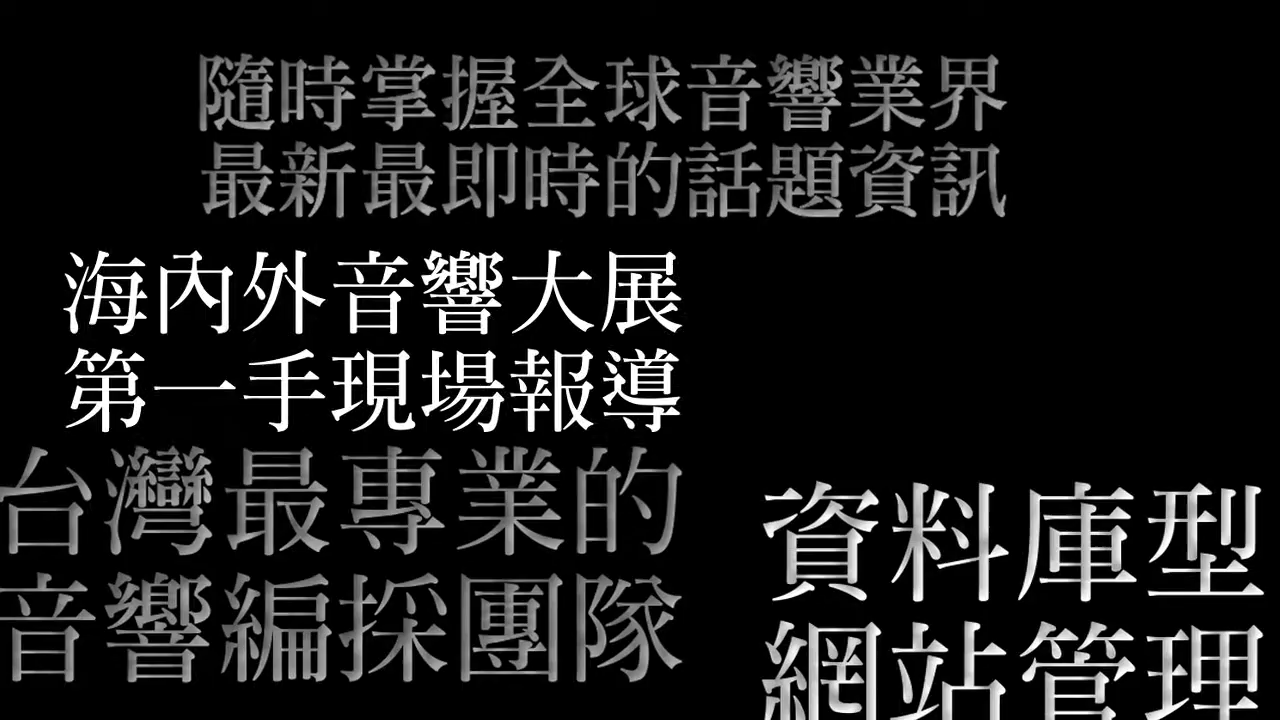 隨時掌握全球音響業界
最新最即時的話題資訊
海內外音響大展
第一手現場報導
台灣最專業的
音響編採團隊
資料庫型
網站管理